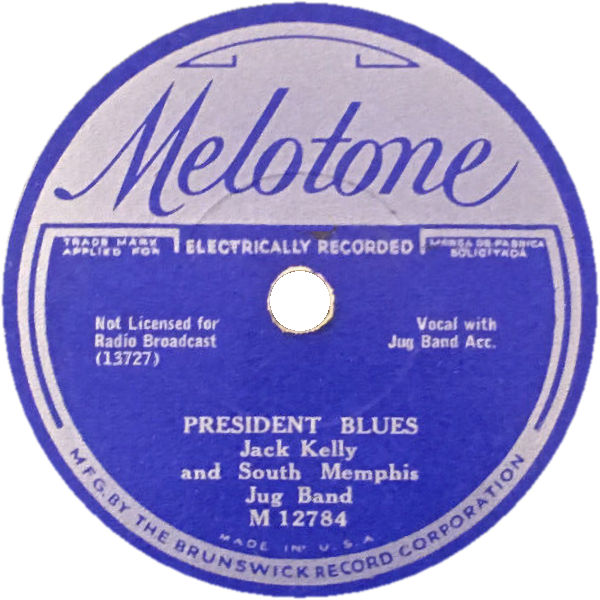 Melotone
TRADE MARK
APPLIED FOR
ELECTRICALLY RECORDED
MARCA DE FABRICA
SOLICITADA
Not Licensed for
Radio Broadcast
(13727)
Vocal with
Jug Band Acc.
PRESIDENT BLUES
Jack Kelly
and South Memphis
Jug Band
M 12784
MADE IN U.S.A.
MFG. BY THE BRUNSWICK RECORD CORPORATION